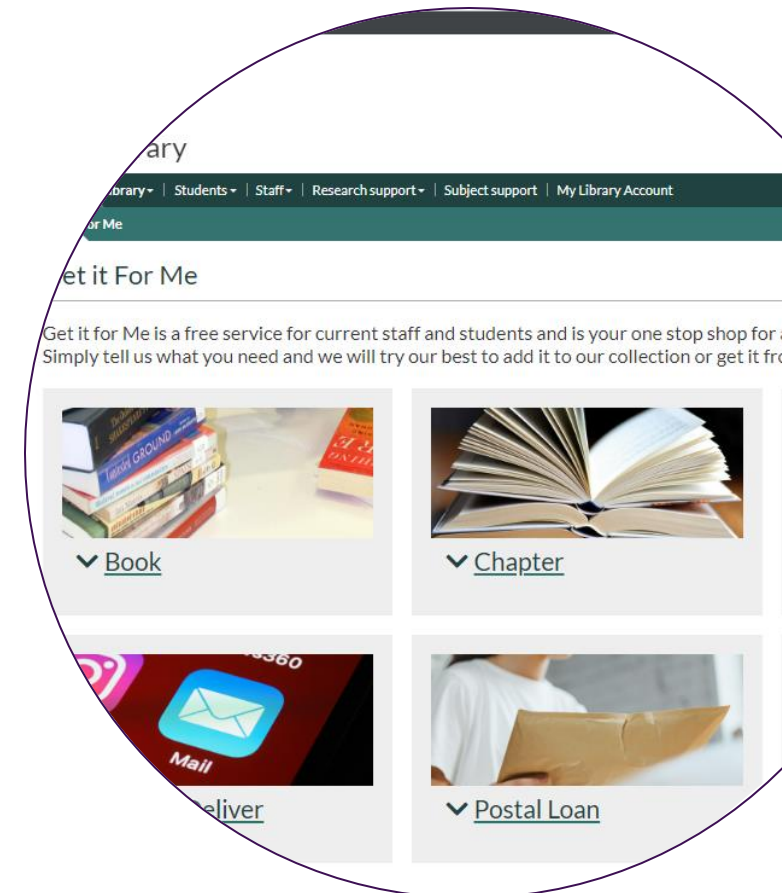 ary
brary
Students
Staff
Research support
Subject support
My Library Account
or Me
et it For Me
Get it for Me is a free service for current staff and students and is your one stop shop for
Simply tell us what you need and we will try our best to add it to our collection or get it fro
GROUND
Book
Chapter
Mail
eliver
Postal Loan